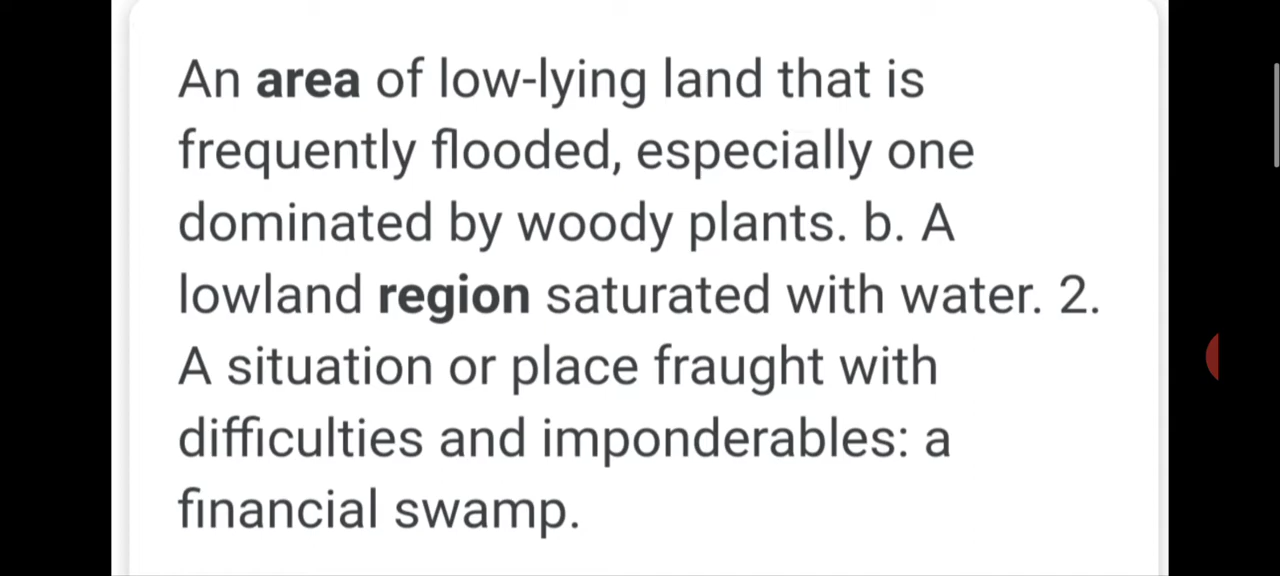 An area of low-lying land that is
frequently flooded, especially one
dominated by woody plants. b. A
lowland region saturated with water. 2.
A situation or place fraught with
difficulties and imponderables: a
financial swamp.